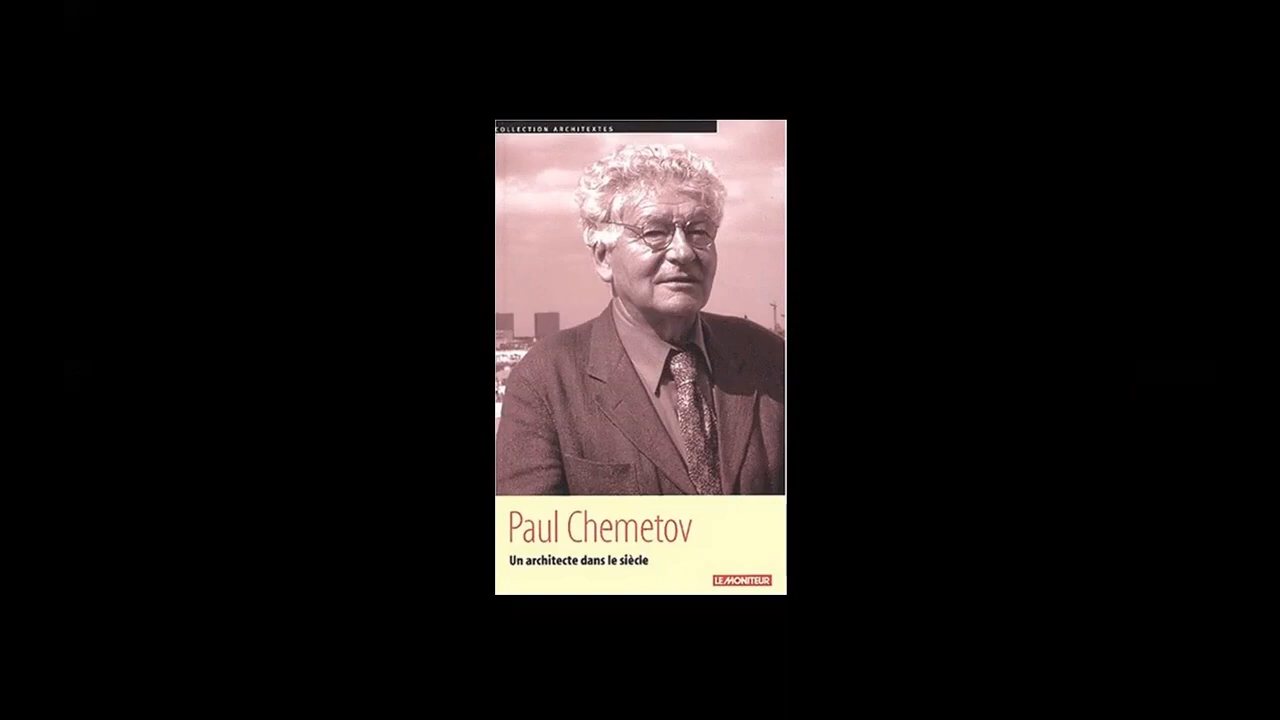 COLLECTION ARCHITEXTES
Paul Chemetov
Un architecte dans le siècle
LE MONITEUR